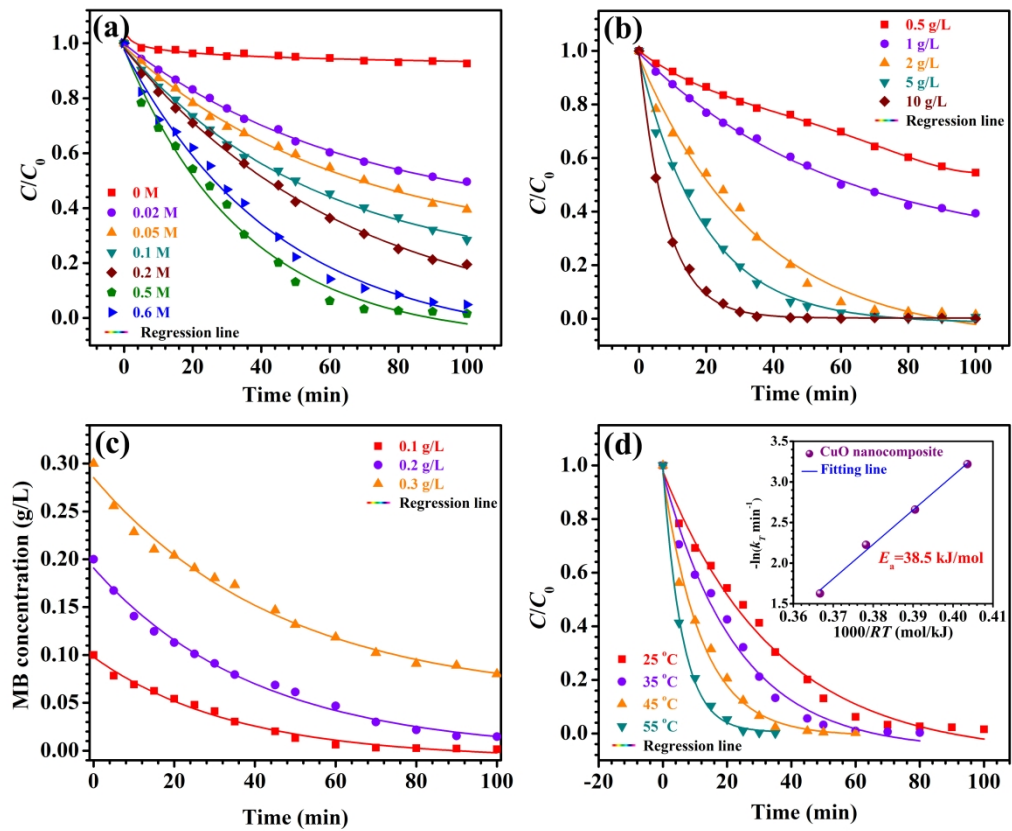 (a)
1.0
0.8
0.6
0.4
0.2
0.0
C/C0
0 M
0.02 M
0.05 M
0.1 M
0.2 M
0.5 M
0.6 M
Regression line
0 20 40 60 80 100
Time (min)
(b)
1.0
0.8
0.6
0.4
0.2
0.0
C/C0
0.5 g/L
1 g/L
2 g/L
5 g/L
10 g/L
Regression line
0 20 40 60 80 100
Time (min)
(c)
0.30
0.25
0.20
0.15
0.10
0.05
0.00
MB concentration (g/L)
0.1 g/L
0.2 g/L
0.3 g/L
Regression line
0 20 40 60 80 100
Time (min)
(d)
1.0
0.8
0.6
0.4
0.2
0.0
C/C0
25 °C
35 °C
45 °C
55 °C
Regression line
-20 0 20 40 60 80 100
Time (min)
3.5
3.0
2.5
2.0
1.5
-ln(kT min-1)
CuO nanocomposite
Fitting line
Ea=38.5 kJ/mol
0.36 0.37 0.38 0.39 0.40 0.41
1000/RT (mol/kJ)